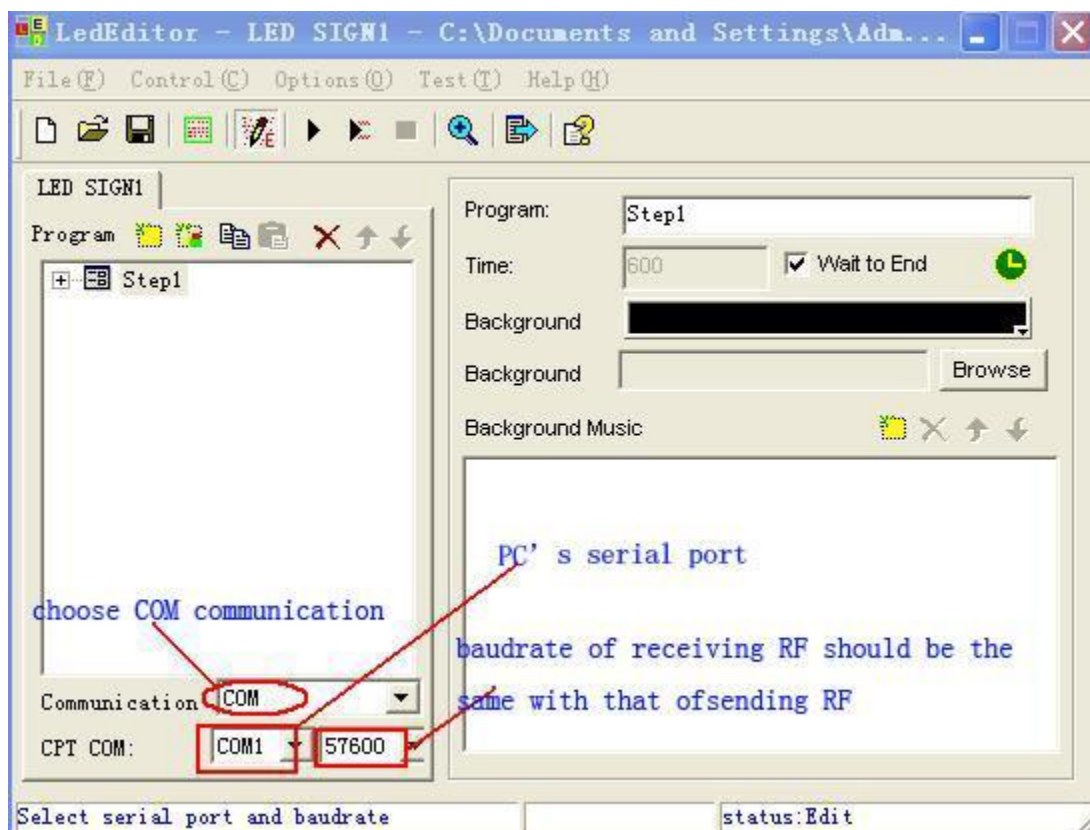 LedEditor - LED SIGN1 - C:\Documents and Settings\Adm...
File(F) Control(C) Options(O) Test(T) Help(H)
LED SIGN1
Program
Step1
Program: Step1
Time: 600 Wait to End
Background
Background Browse
Background Music
PC' s serial port
choose COM communication
baudrate of receiving RF should be the
same with that ofsending RF
Communication COM
CPT COM: COM1 57600
Select serial port and baudrate status:Edit